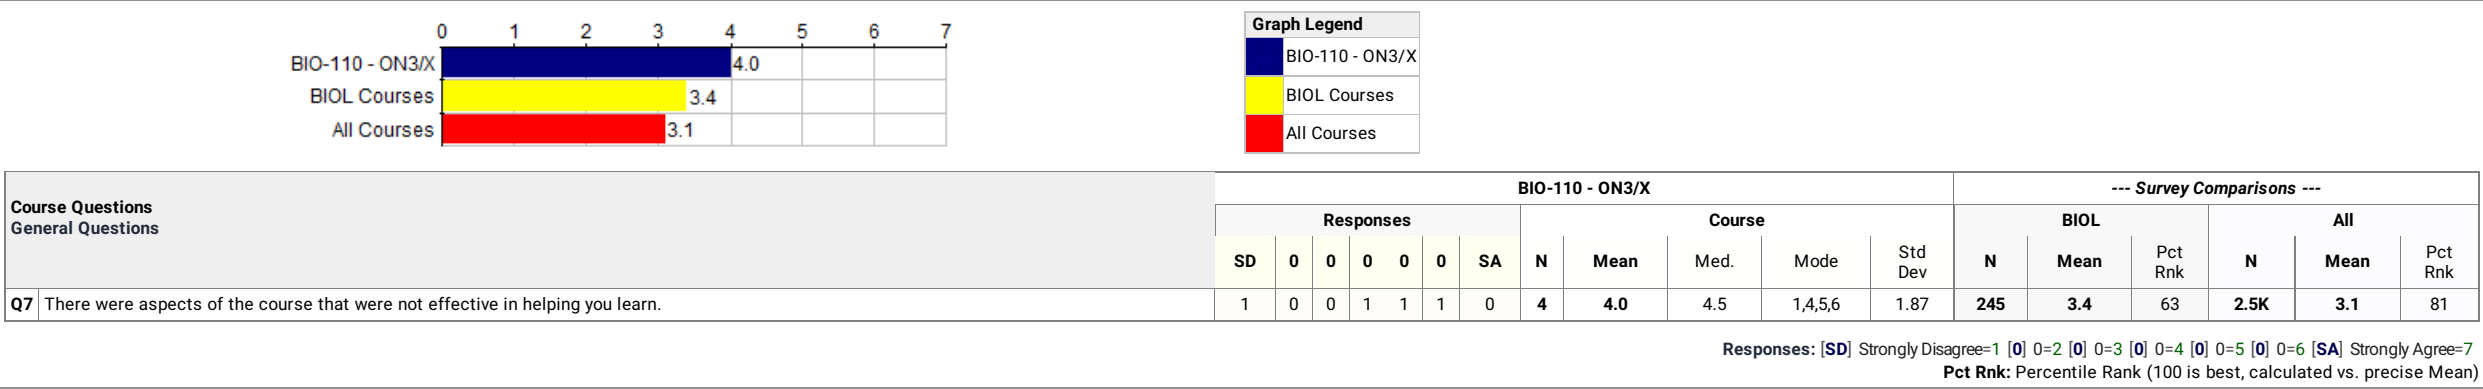 0 1 2 3 4 5 6 7
BIO-110 - ON3/X 4.0
BIOL Courses 3.4
All Courses 3.1
Graph Legend
BIO-110 - ON3/X
BIOL Courses
All Courses
Course Questions
General Questions
BIO-110 - ON3/X --- Survey Comparisons ---
Responses Course BIOL All
SD 0 0 0 0 0 SA N Mean Med. Mode Std Dev N Mean Pct Rnk N Mean Pct Rnk
Q7 There were aspects of the course that were not effective in helping you learn. 1 0 0 1 1 1 0 4 4.0 4.5 1,4,5,6 1.87 245 3.4 63 2.5K 3.1 81
Responses: [SD] Strongly Disagree=1 [0] 0=2 [0] 0=3 [0] 0=4 [0] 0=5 [0] 0=6 [SA] Strongly Agree=7
Pct Rnk: Percentile Rank (100 is best, calculated vs. precise Mean)